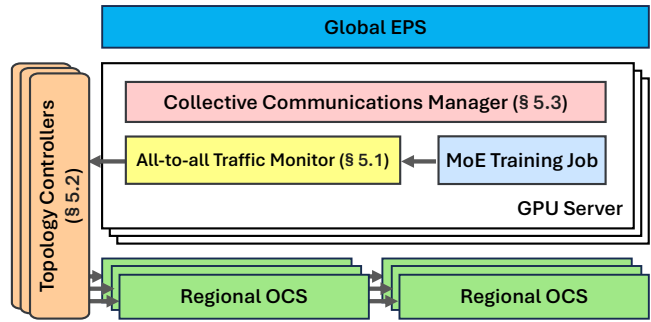 Global EPS
Topology Controllers
(§ 5.2)
Collective Communications Manager (§ 5.3)
All-to-all Traffic Monitor (§ 5.1)
MoE Training Job
GPU Server
Regional OCS
Regional OCS